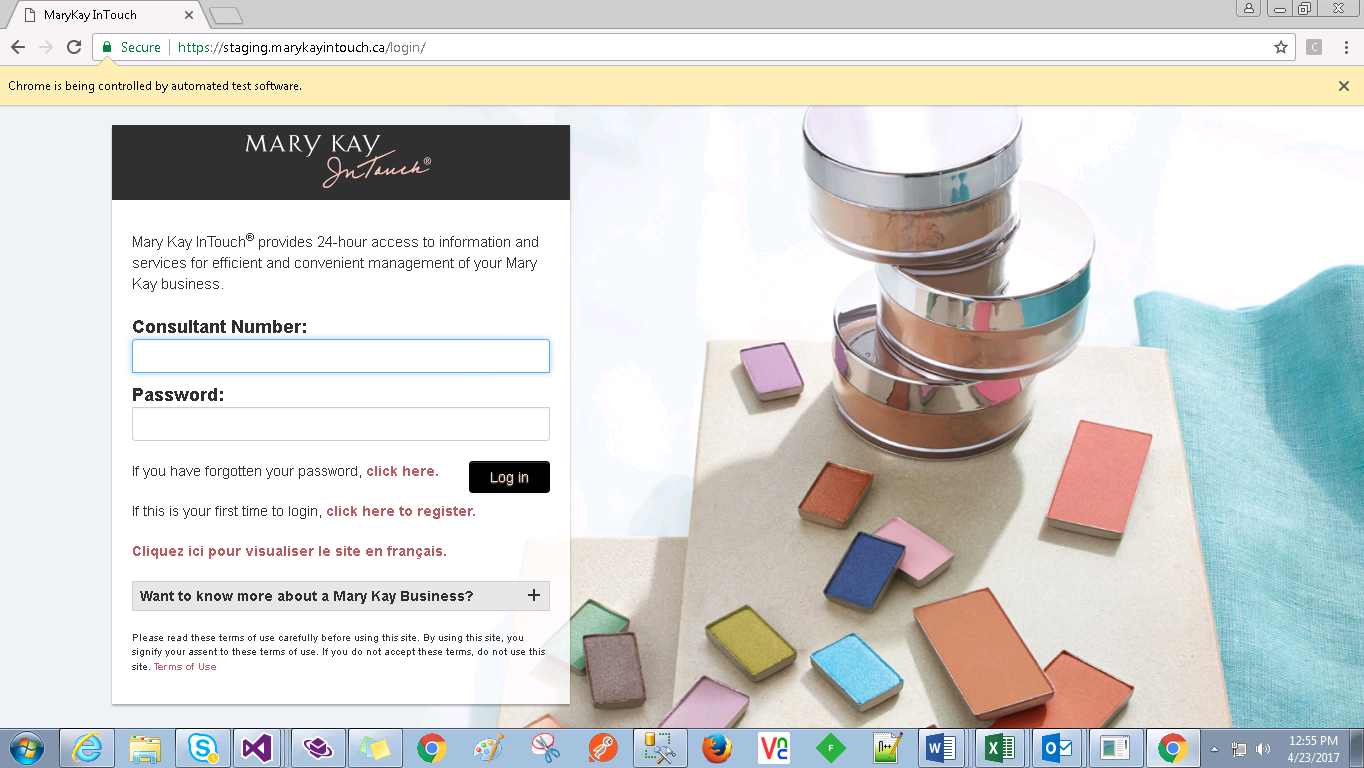 MaryKay InTouch
Secure https://staging.marykayintouch.ca/login/
C
Chrome is being controlled by automated test software.
MARY KAY
InTouch®
Mary Kay InTouch® provides 24-hour access to information and
services for efficient and convenient management of your Mary
Kay business.
Consultant Number:
Password:
If you have forgotten your password, click here.
Log in
If this is your first time to login, click here to register.
Cliquez ici pour visualiser le site en français.
Want to know more about a Mary Kay Business? +
Please read these terms of use carefully before using this site. By using this site, you
signify your assent to these terms of use. If you do not accept these terms, do not use this
site. Terms of Use
12:55 PM
4/23/2017